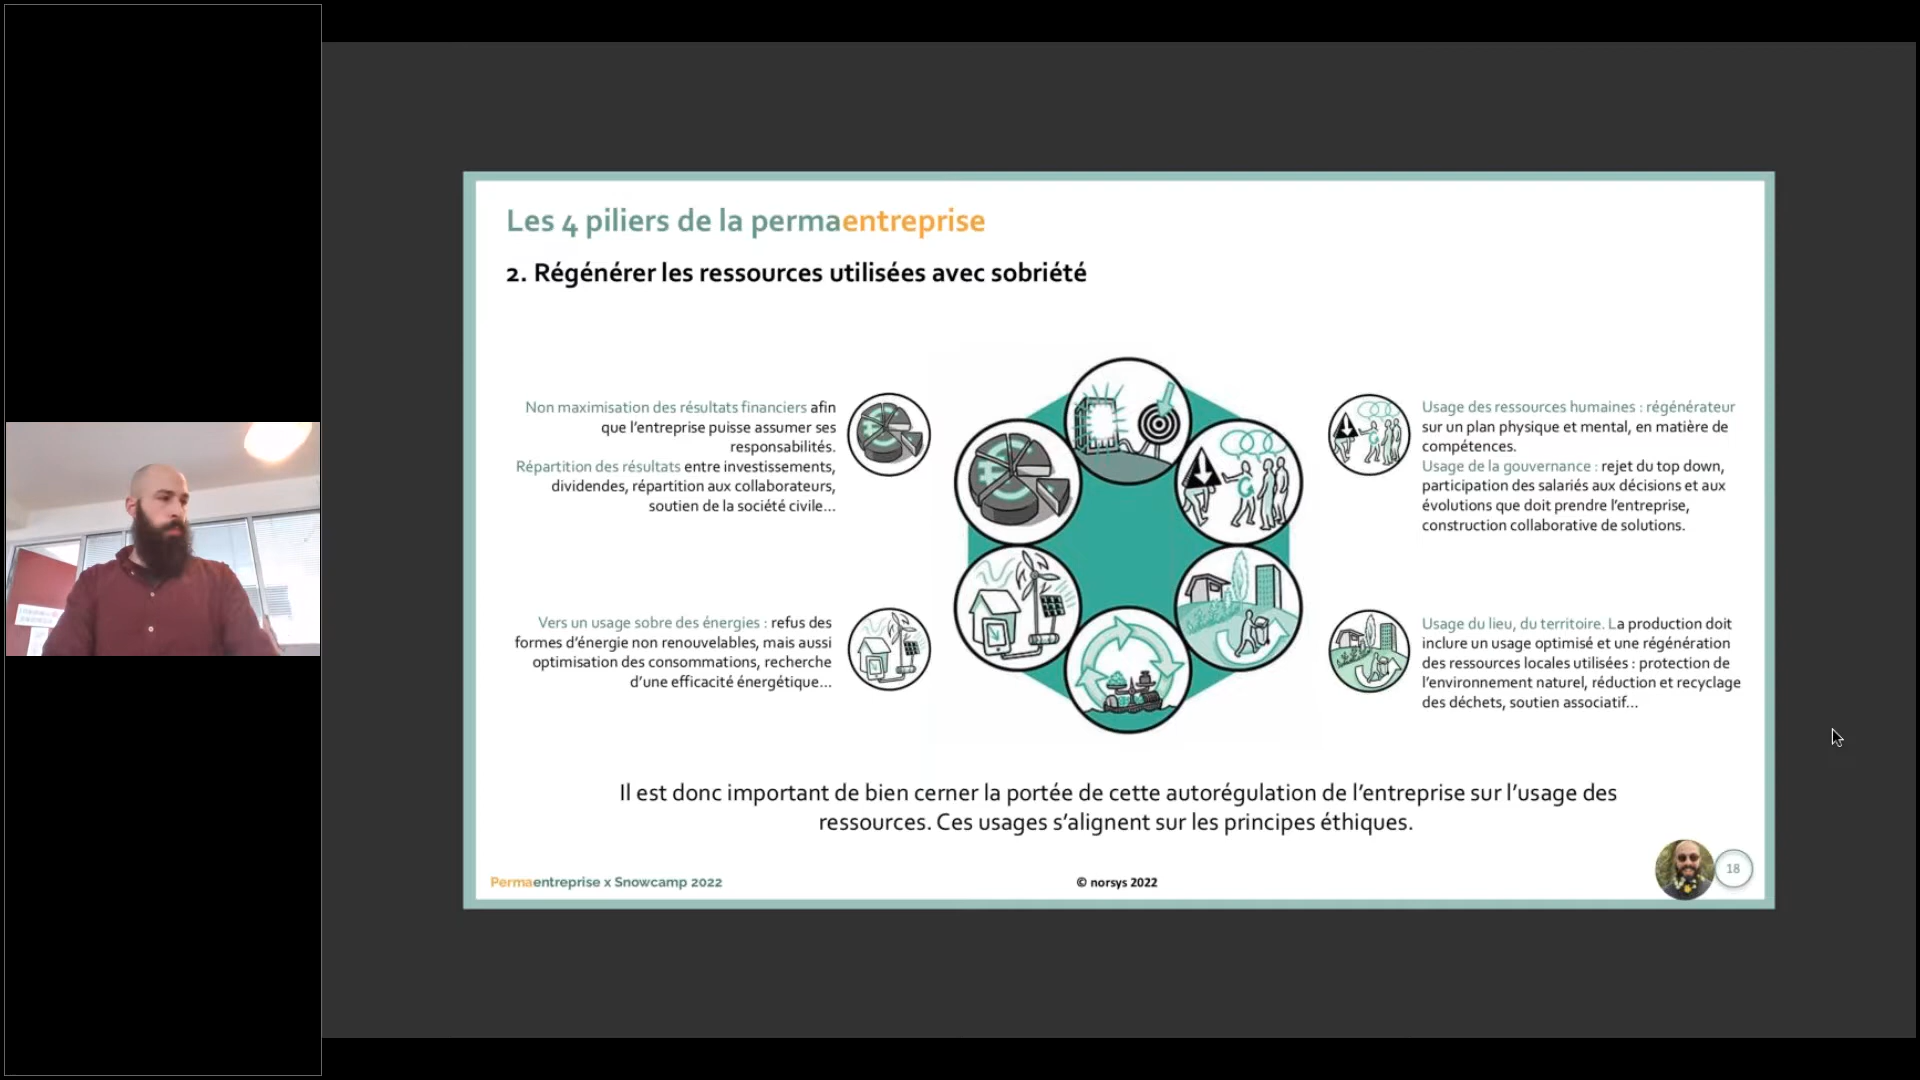 Les 4 piliers de la permaentreprise
2. Régénérer les ressources utilisées avec sobriété
Non maximisation des résultats financiers afin
que l'entreprise puisse assumer ses
responsabilités.
Répartition des résultats entre investissements,
dividendes, répartition aux collaborateurs,
soutien de la société civile...
Vers un usage sobre des énergies : refus des
formes d'énergie non renouvelables, mais aussi
optimisation des consommations, recherche
d'une efficacité énergétique...
Usage des ressources humaines : régénérateur
sur un plan physique et mental, en matière de
compétences.
Usage de la gouvernance : rejet du top down,
participation des salariés aux décisions et aux
évolutions que doit prendre l'entreprise,
construction collaborative de solutions.
Usage du lieu, du territoire. La production doit
inclure un usage optimisé et une régénération
des ressources locales utilisées : protection de
l'environnement naturel, réduction et recyclage
des déchets, soutien associatif...
Il est donc important de bien cerner la portée de cette autorégulation de l'entreprise sur l'usage des
ressources. Ces usages s'alignent sur les principes éthiques.
Permaentreprise x Snowcamp 2022
© norsys 2022
18